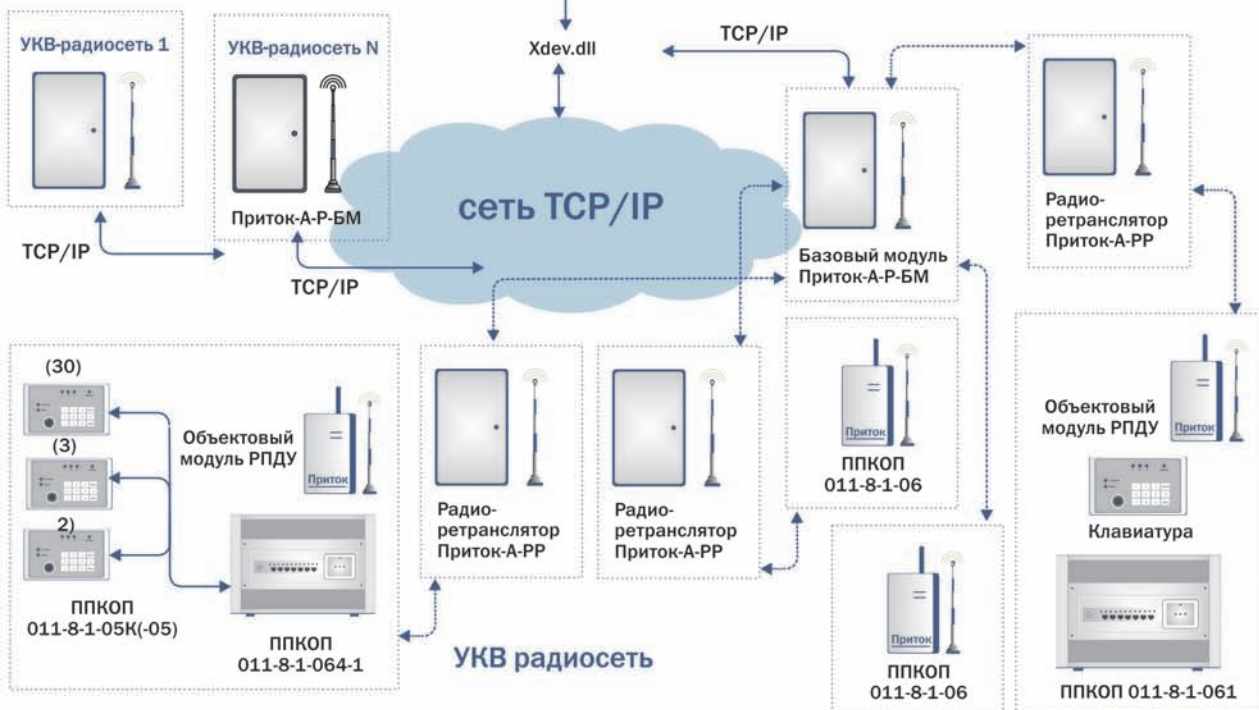 УКВ-радиосеть 1
УКВ-радиосеть N
Xdev.dll
TCP/IP
Приток-А-Р-БМ
сеть TCP/IP
TCP/IP
TCP/IP
Базовый модуль
Приток-А-Р-БМ
Радио-
ретранслятор
Приток-А-РР
(30)
(3)
2)
Объектовый
модуль РПДУ
Приток
ППКОП
011-8-1-05К(-05)
ППКОП
011-8-1-064-1
Радио-
ретранслятор
Приток-А-РР
Радио-
ретранслятор
Приток-А-РР
Приток
ППКОП
011-8-1-06
Приток
ППКОП
011-8-1-06
Объектовый
модуль РПДУ
Приток
Клавиатура
ППКОП 011-8-1-061
УКВ радиосеть